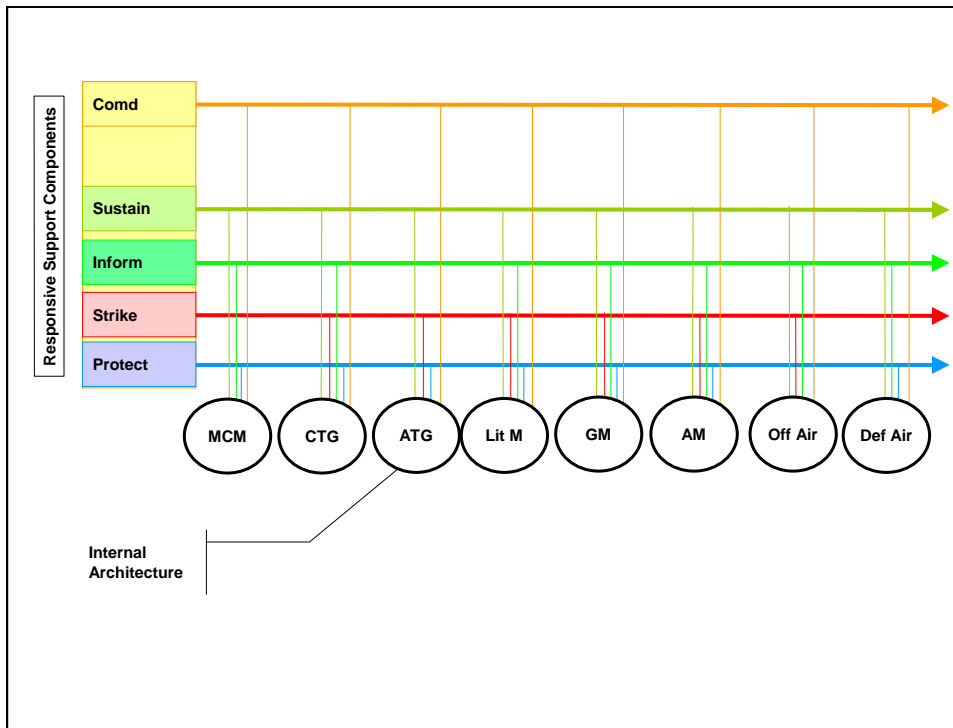 Responsive Support Components
Comd
Sustain
Inform
Strike
Protect
MCM
CTG
ATG
Lit M
GM
AM
Off Air
Def Air
Internal
Architecture